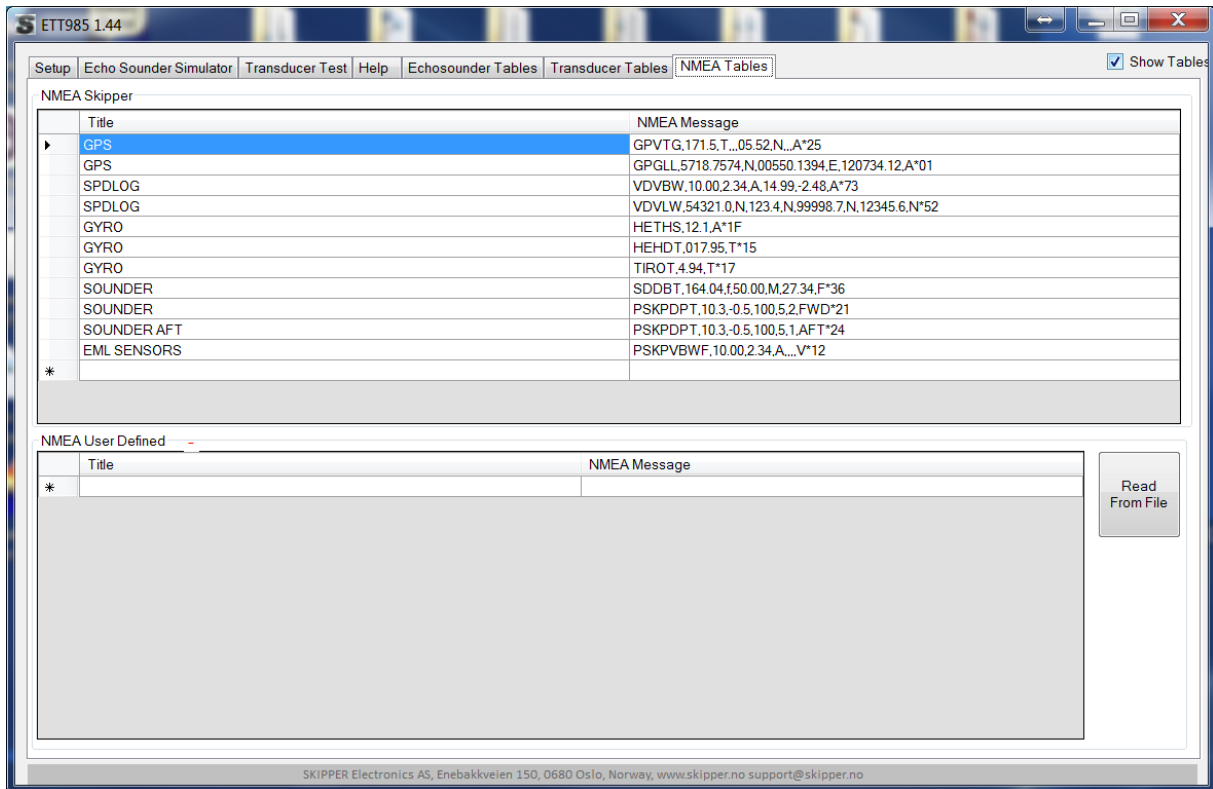 ETT985 1.44
Setup Echo Sounder Simulator Transducer Test Help Echosounder Tables Transducer Tables NMEA Tables Show Tables
NMEA Skipper
Title NMEA Message
GPS GPVTG,171.5,T,,,05.52,N,,,A*25
GPS GPGLL,5718.7574,N,00550.1394,E,120734.12,A*01
SPDLOG VDVBW,10.00,2.34,A,14.99,-2.48,A*73
SPDLOG VDVLW,54321.0,N,123.4,N,99998.7,N,12345.6,N*52
GYRO HETHS,12.1,A*1F
GYRO HEHDT,017.95,T*15
GYRO TIROT,4.94,T*17
SOUNDER SDDBT,164.04,f,50.00,M,27.34,F*36
SOUNDER PSKPDPT,10.3,-0.5,100,5,2,FWD*21
SOUNDER AFT PSKPDPT,10.3,-0.5,100,5,1,AFT*24
EML SENSORS PSKPVBWF,10.00,2.34,A,,,,V*12
NMEA User Defined
Title NMEA Message
Read
From File
SKIPPER Electronics AS, Enebakkveien 150, 0680 Oslo, Norway, www.skipper.no support@skipper.no